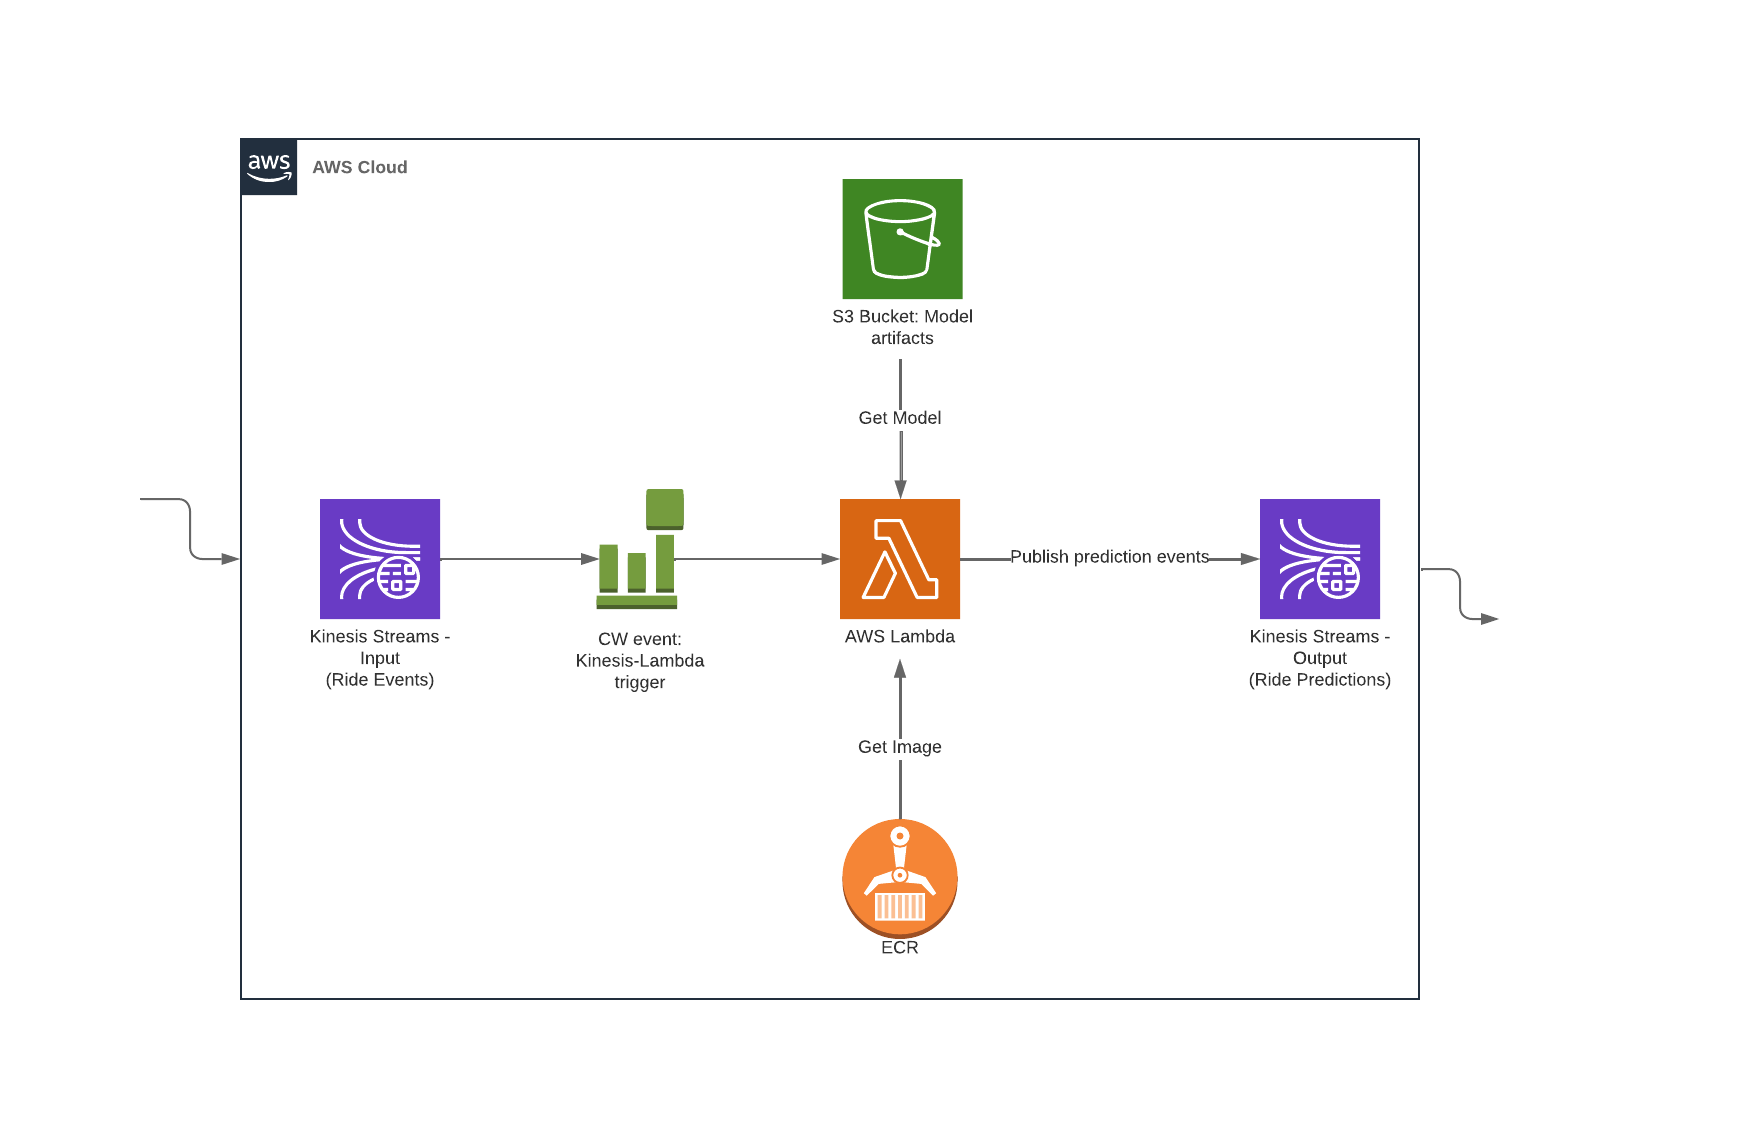 aws
AWS Cloud
S3 Bucket: Model
artifacts
Get Model
Publish prediction events
Kinesis Streams -
Input
(Ride Events)
CW event:
Kinesis-Lambda
trigger
AWS Lambda
Kinesis Streams -
Output
(Ride Predictions)
Get Image
ECR